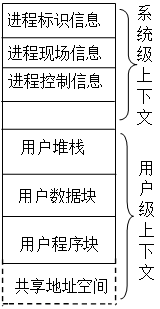 进程标识信息
进程现场信息
进程控制信息
用户堆栈
用户数据块
用户程序块
共享地址空间
系统级上下文
用户级上下文